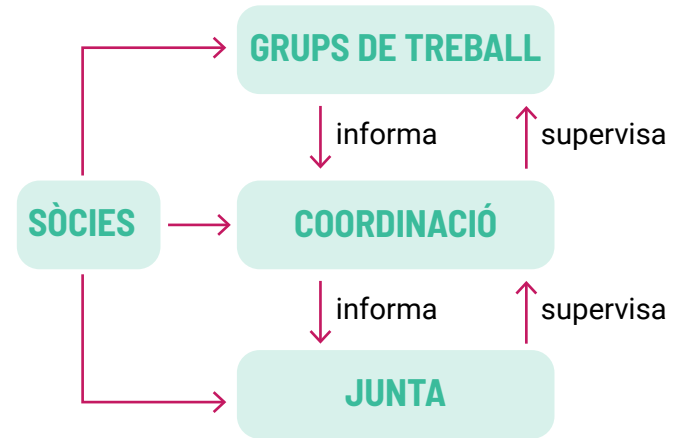 GRUPS DE TREBALL
informa
supervisa
SÒCIES
COORDINACIÓ
informa
supervisa
JUNTA